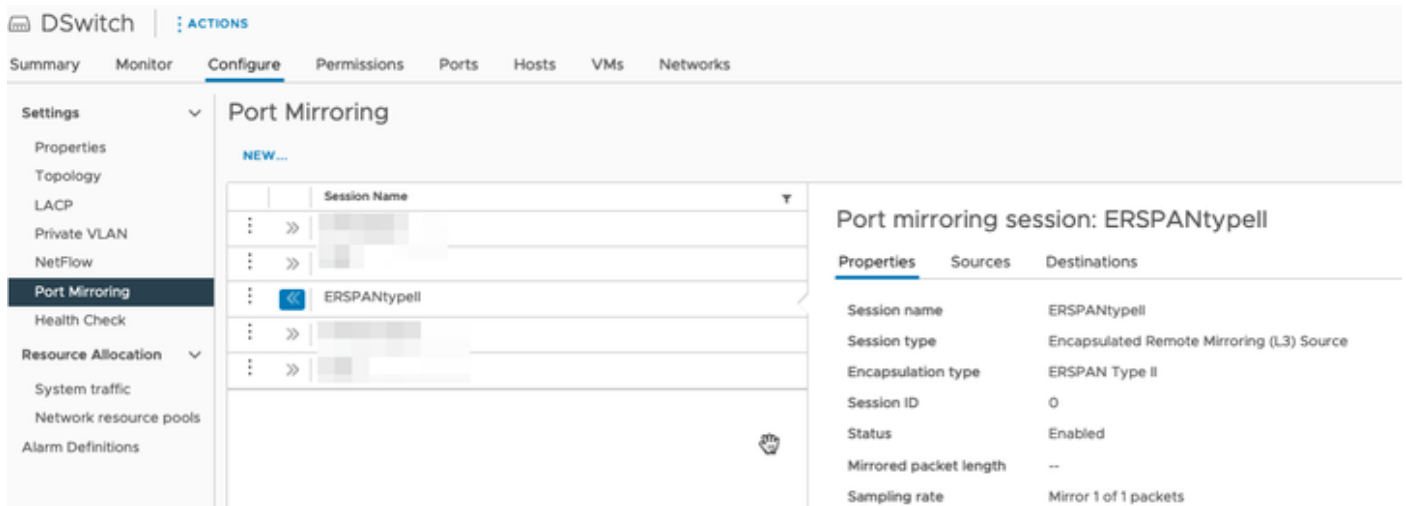 DSwitch
ACTIONS
Summary Monitor Configure Permissions Ports Hosts VMs Networks
Settings
Properties
Topology
LACP
Private VLAN
NetFlow
Port Mirroring
Health Check
Resource Allocation
System traffic
Network resource pools
Alarm Definitions
Port Mirroring
NEW...
Session Name
ERSPANtypeII
Port mirroring session: ERSPANtypeII
Properties Sources Destinations
Session name ERSPANtypeII
Session type Encapsulated Remote Mirroring (L3) Source
Encapsulation type ERSPAN Type II
Session ID 0
Status Enabled
Mirrored packet length --
Sampling rate Mirror 1 of 1 packets